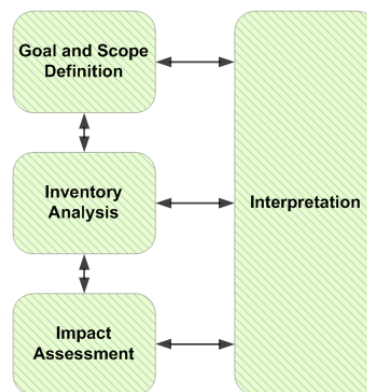 Goal and Scope
Definition
Inventory
Analysis
Interpretation
Impact
Assessment